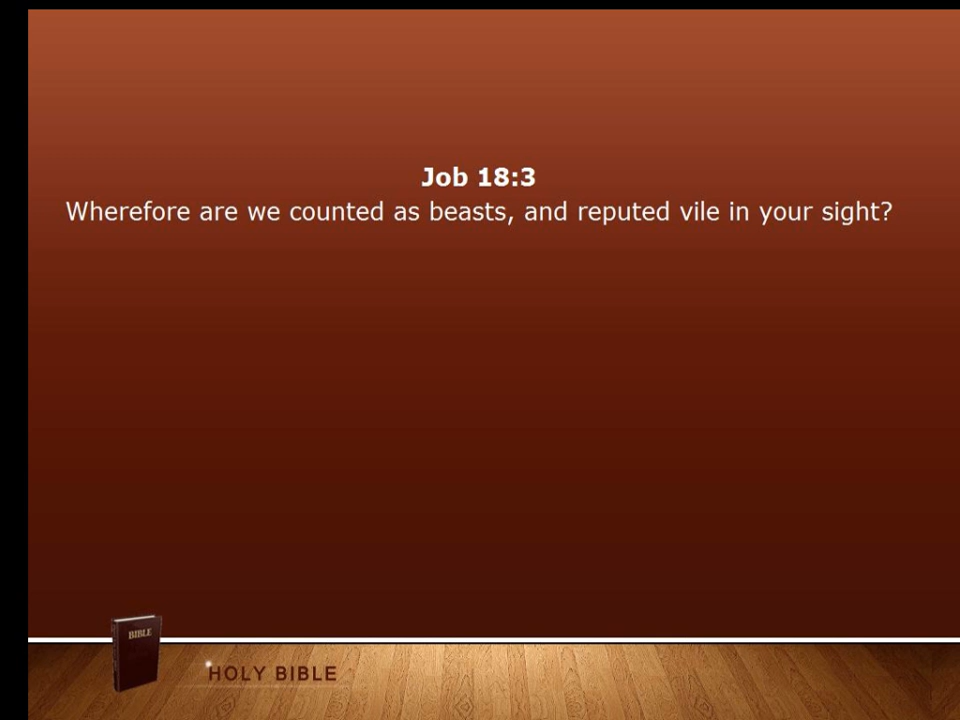 Job 18:3
Wherefore are we counted as beasts, and reputed vile in your sight?
BIBLE
HOLY BIBLE